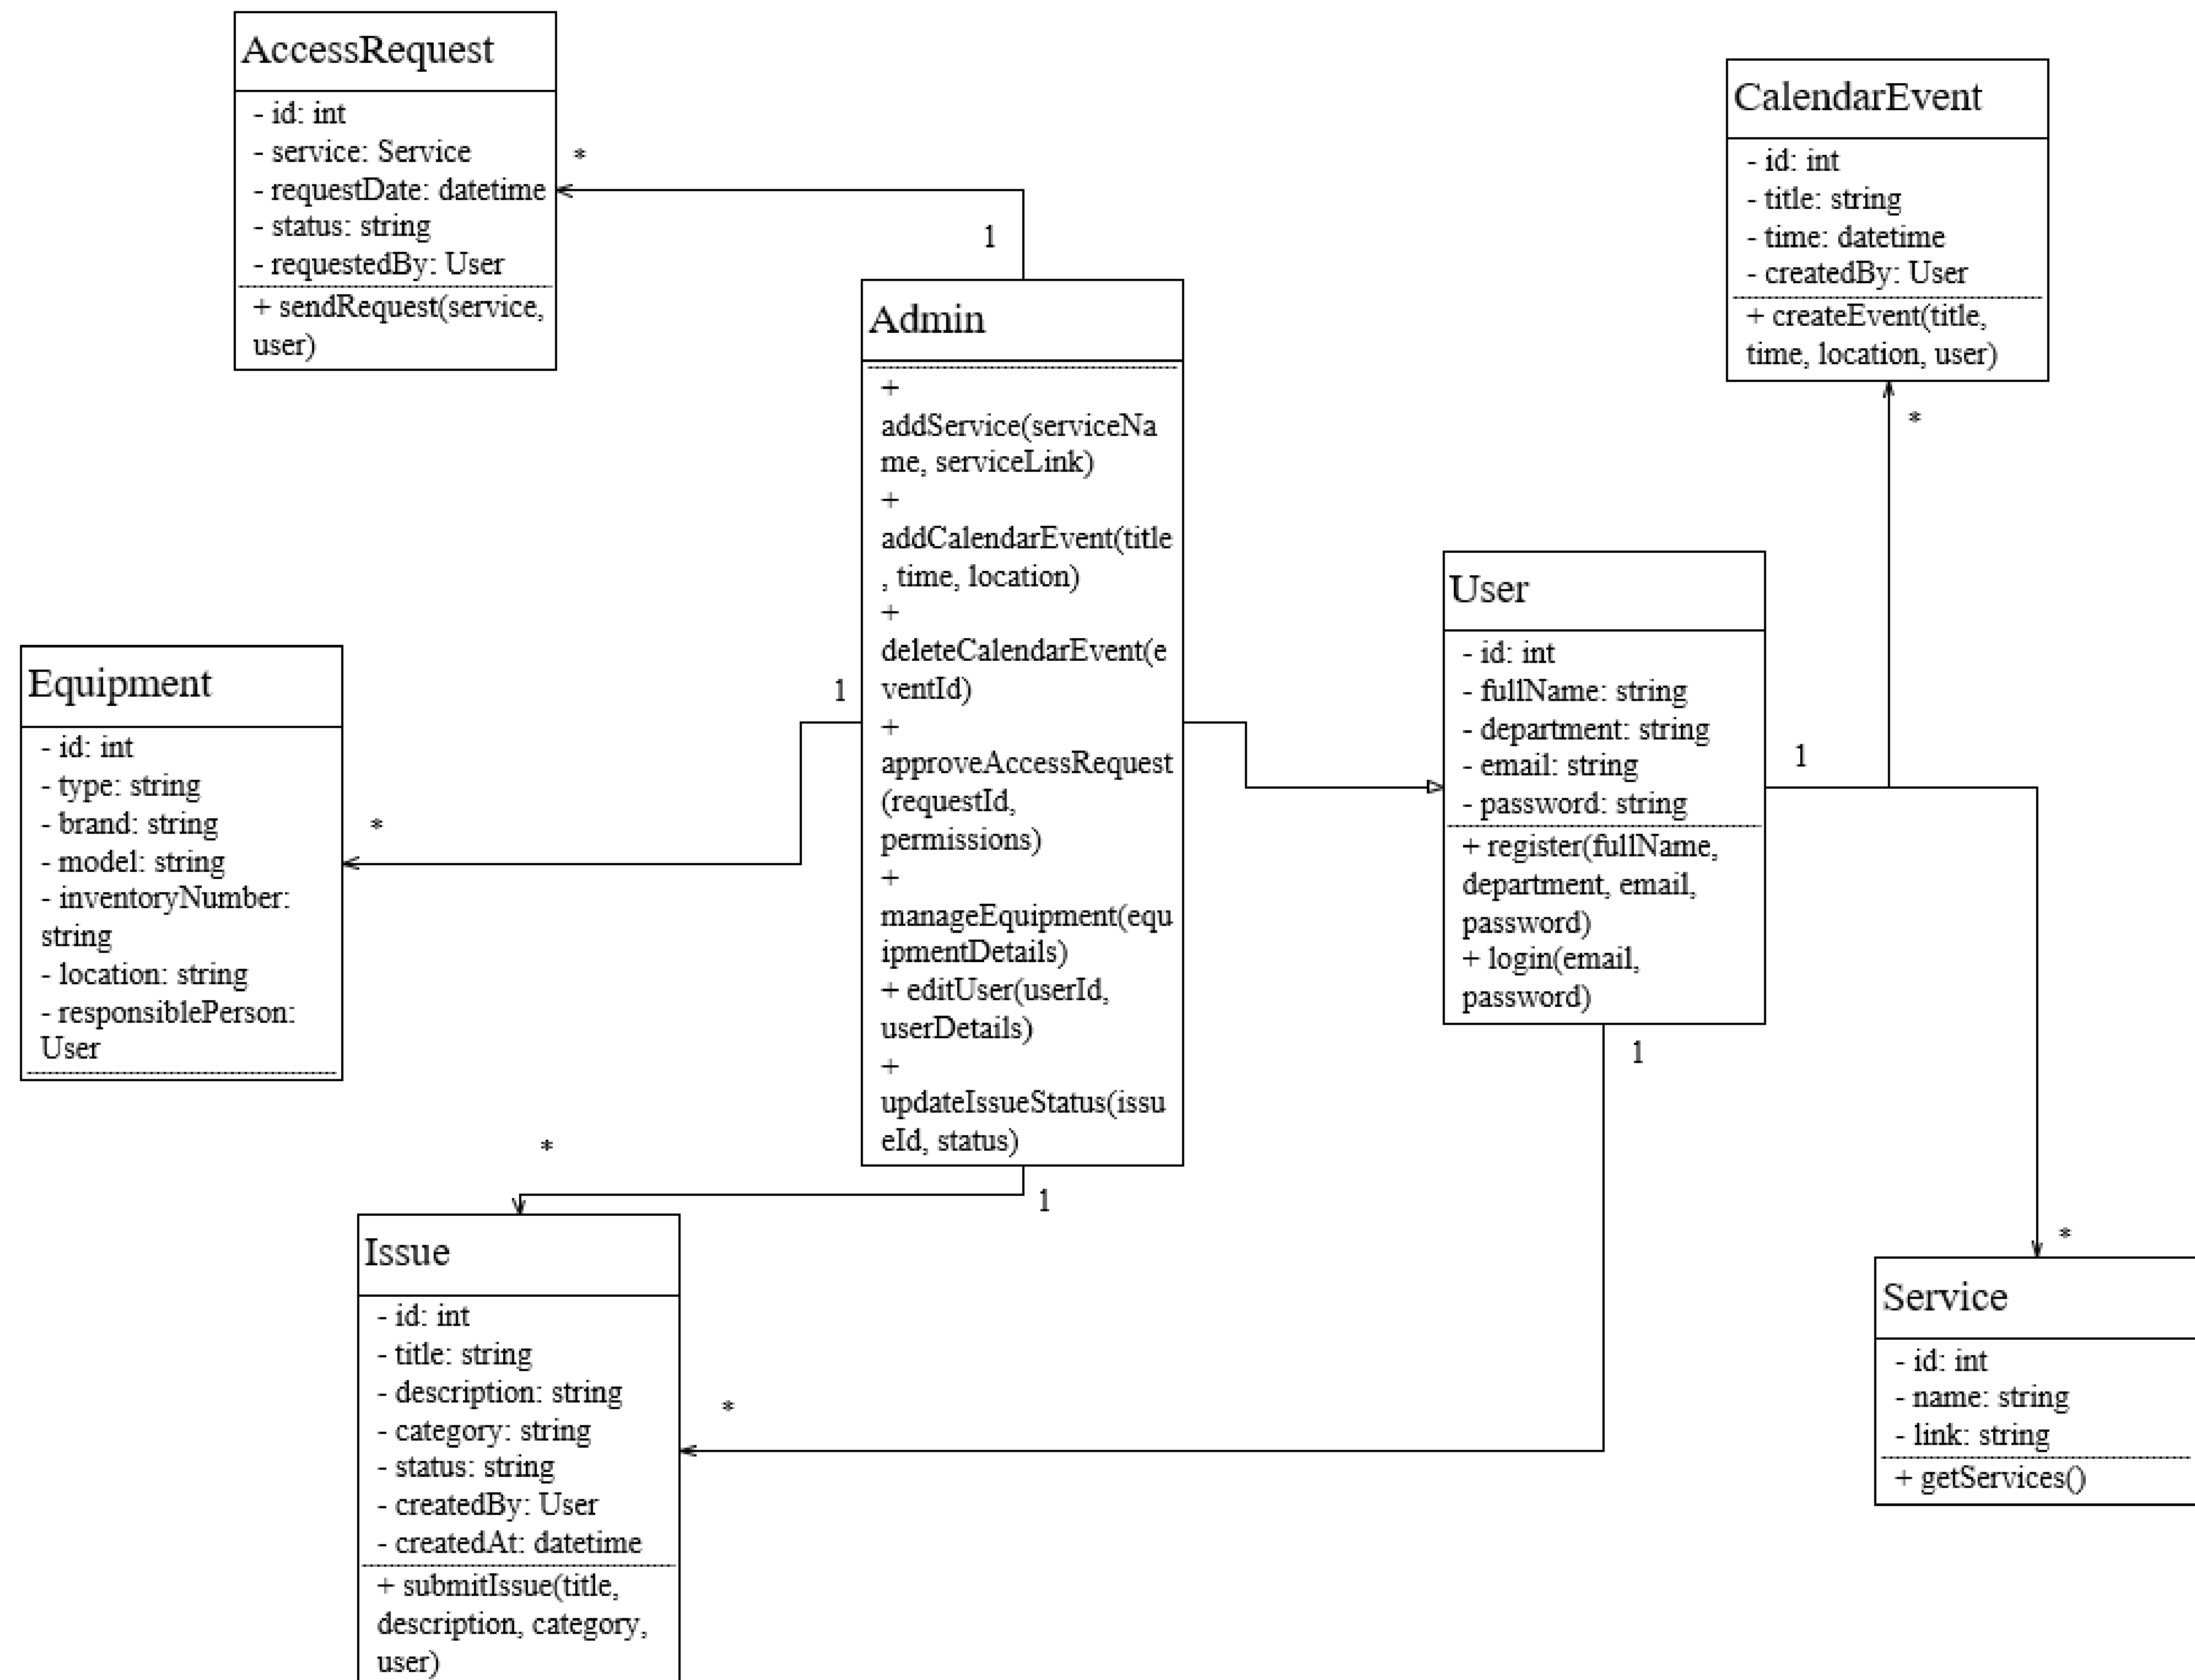 AccessRequest
- id: int
- service: Service
- requestDate: datetime
- status: string
- requestedBy: User
+ sendRequest(service,
user)
*
1
CalendarEvent
- id: int
- title: string
- time: datetime
- createdBy: User
+ createEvent(title,
time, location, user)
*
Admin
+
addService(serviceNa
me, serviceLink)
+
addCalendarEvent(title
, time, location)
+
deleteCalendarEvent(e
ventId)
+
approveAccessRequest
(requestId,
permissions)
+
manageEquipment(equ
ipmentDetails)
+ editUser(userId,
userDetails)
+
updateIssueStatus(issu
eId, status)
1
*
1
*
User
- id: int
- fullName: string
- department: string
- email: string
- password: string
+ register(fullName,
department, email,
password)
+ login(email,
password)
1
1
Equipment
- id: int
- type: string
- brand: string
- model: string
- inventoryNumber:
string
- location: string
- responsiblePerson:
User
Issue
- id: int
- title: string
- description: string
- category: string
- status: string
- createdBy: User
- createdAt: datetime
+ submitIssue(title,
description, category,
user)
*
*
Service
- id: int
- name: string
- link: string
+ getServices()